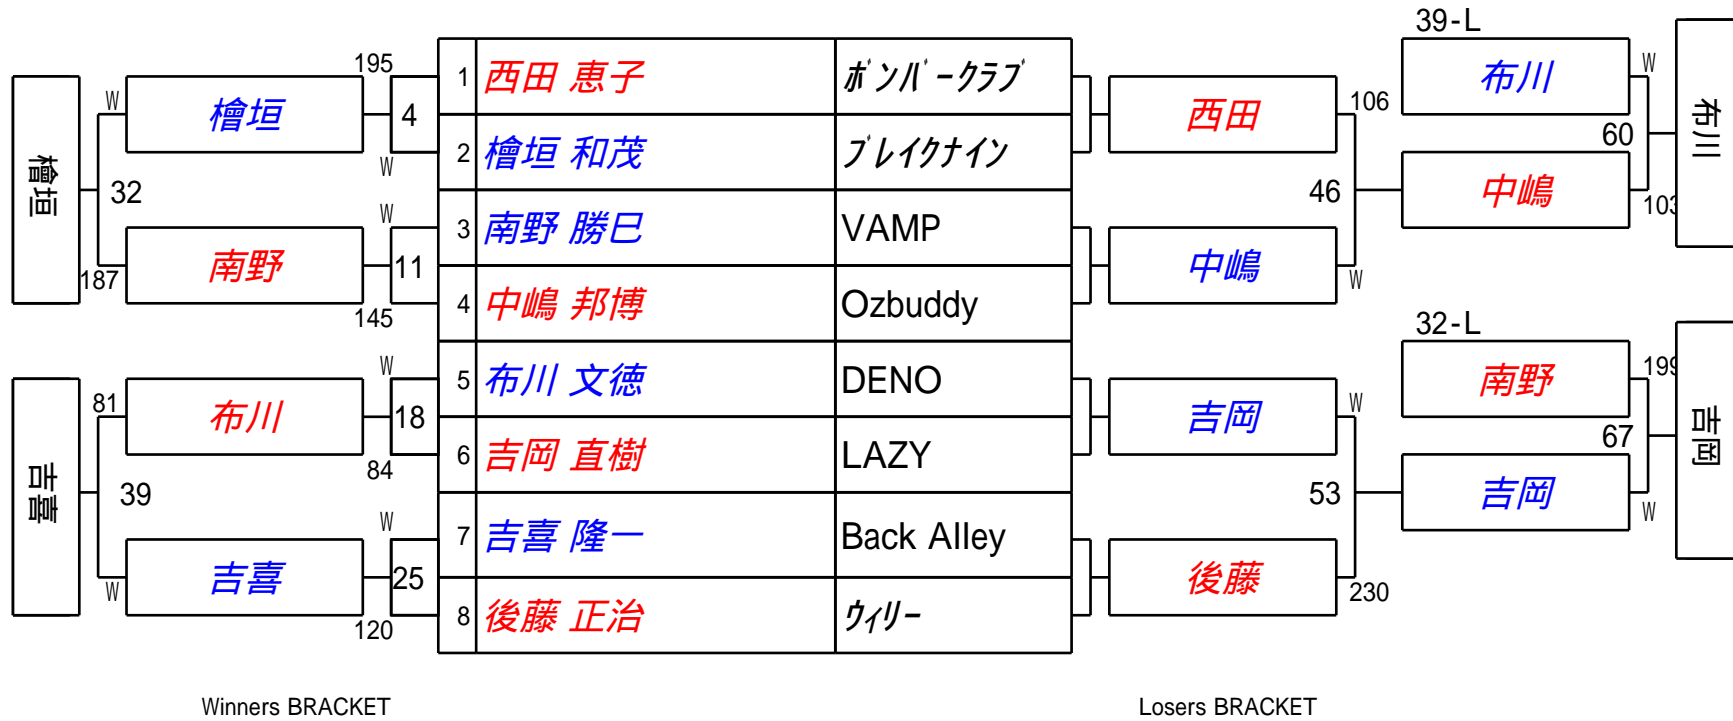 39-L
195
1 西田 恵子 ﾎﾞﾝﾊﾞｰｸﾗﾌﾞ
W
布川
W
檜垣
4
西田
106
布川
2 檜垣 和茂 ﾌﾞﾚｲｸﾅｲﾝ
60
W
檜垣
32
46
中嶋
W
3 南野 勝巳 VAMP
103
南野
11
中嶋
187
W
145
4 中嶋 邦博 Ozbuddy
32-L
W
5 布川 文徳 DENO
南野
199
81
布川
18
吉岡
W
吉岡
84
6 吉岡 直樹 LAZY
67
吉喜
39
53
吉岡
W
W
7 吉喜 隆一 Back Alley
吉喜
25
後藤
W
230
120
8 後藤 正治 ｳｨﾘｰ
Winners BRACKET
Losers BRACKET